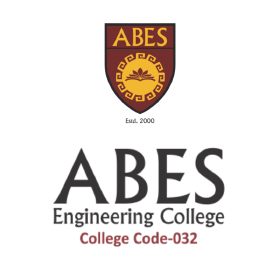 ABES
Estd. 2000
ABES
Engineering College
College Code-032